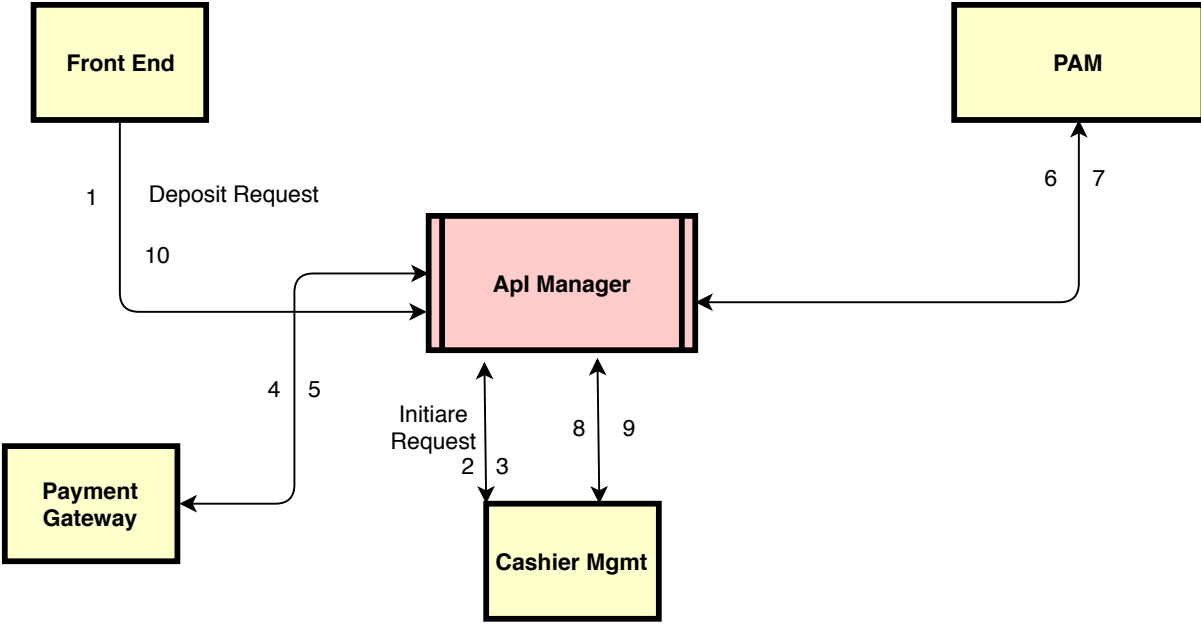 Front End
PAM
1
Deposit Request
6
7
10
ApI Manager
4
5
Initiare
Request
2
3
8
9
Payment
Gateway
Cashier Mgmt